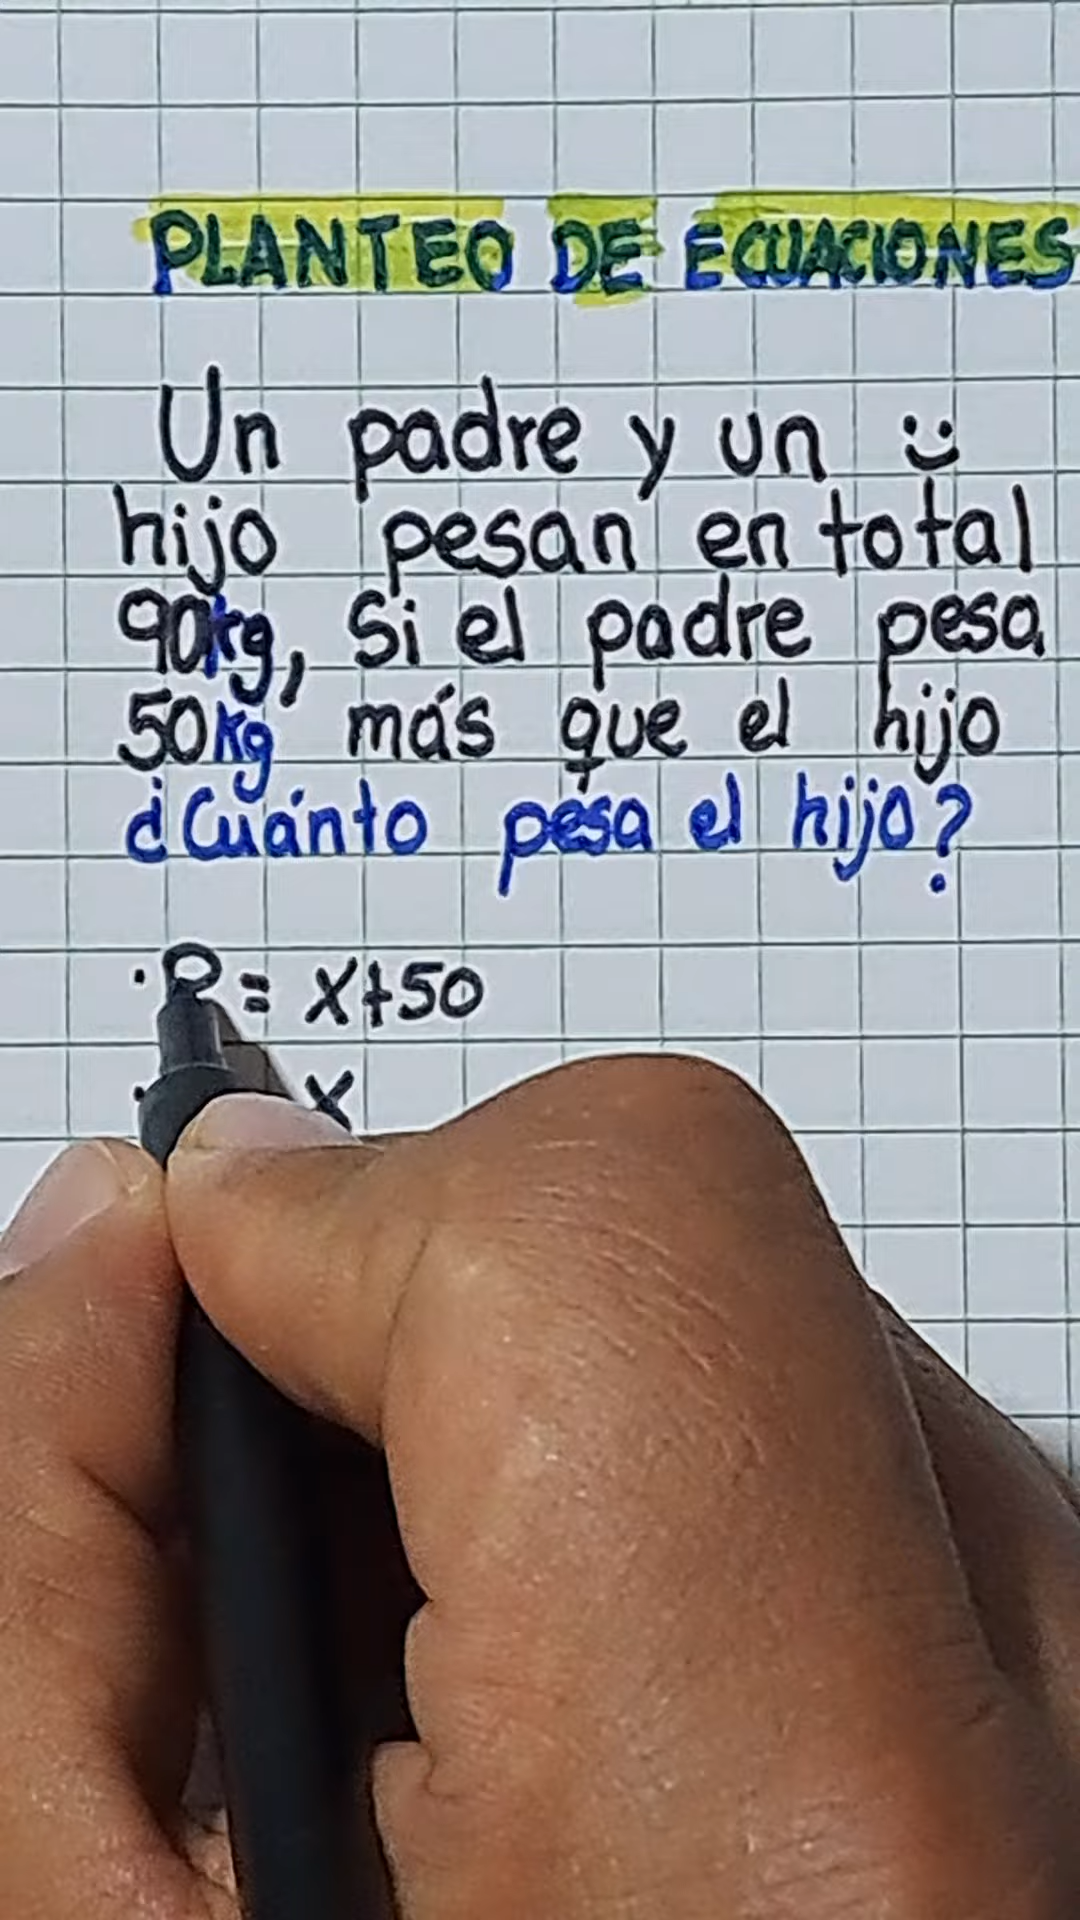 PLANTEO DE ECUACIONES
Un padre y un
hijo pesan en total
90kg, Si el padre pesa
50kg más que el hijo
¿Cuánto pesa el hijo?
· P = x+50
· x